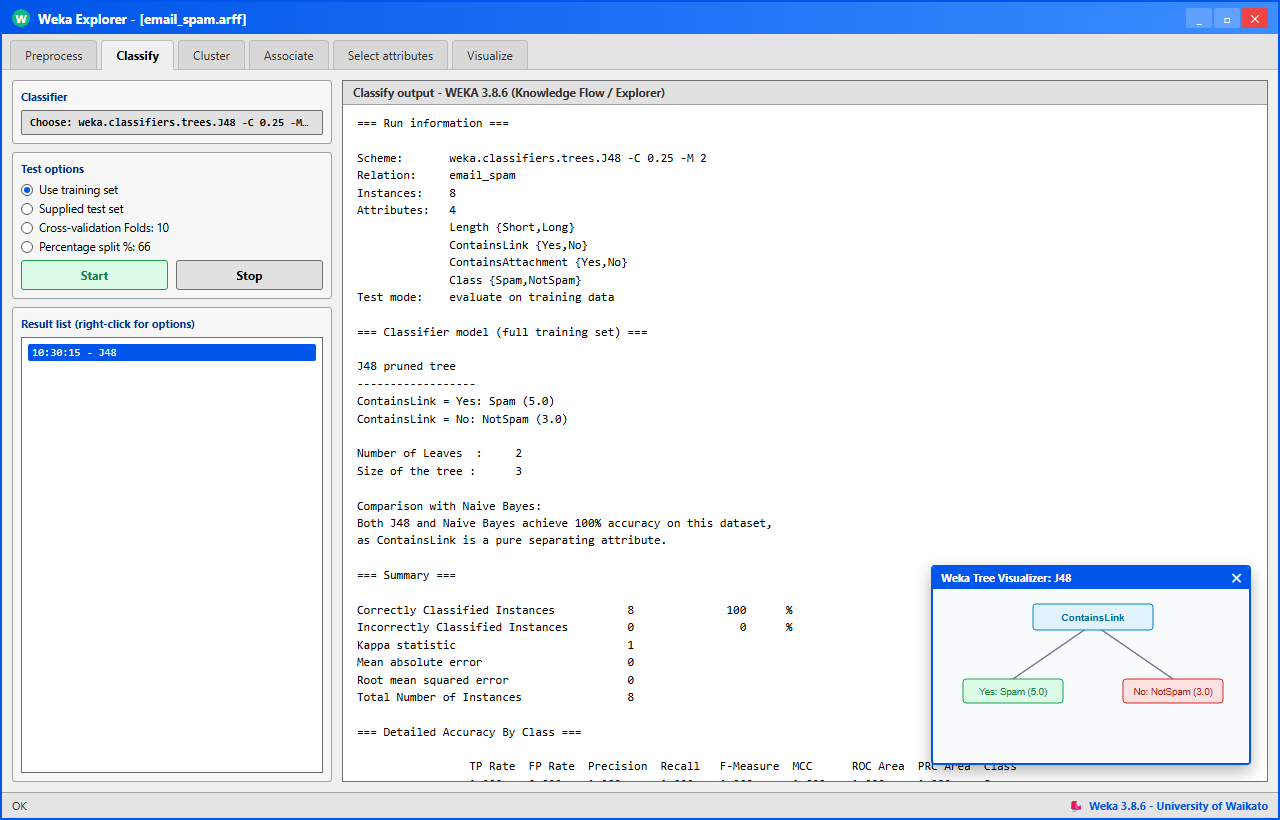 W Weka Explorer - [email_spam.arff]
Preprocess Classify Cluster Associate Select attributes Visualize
Classifier
Choose: weka.classifiers.trees.J48 -C 0.25 -M…
Test options
Use training set
Supplied test set
Cross-validation Folds: 10
Percentage split %: 66
Start Stop
Result list (right-click for options)
10:30:15 - J48
Classify output - WEKA 3.8.6 (Knowledge Flow / Explorer)
=== Run information ===
Scheme: weka.classifiers.trees.J48 -C 0.25 -M 2
Relation: email_spam
Instances: 8
Attributes: 4
Length {Short,Long}
ContainsLink {Yes,No}
ContainsAttachment {Yes,No}
Class {Spam,NotSpam}
Test mode: evaluate on training data
=== Classifier model (full training set) ===
J48 pruned tree
------------------
ContainsLink = Yes: Spam (5.0)
ContainsLink = No: NotSpam (3.0)
Number of Leaves : 2
Size of the tree : 3
Comparison with Naive Bayes:
Both J48 and Naive Bayes achieve 100% accuracy on this dataset,
as ContainsLink is a pure separating attribute.
=== Summary ===
Correctly Classified Instances 8 100 %
Incorrectly Classified Instances 0 0 %
Kappa statistic 1
Mean absolute error 0
Root mean squared error 0
Total Number of Instances 8
=== Detailed Accuracy By Class ===
TP Rate FP Rate Precision Recall F-Measure MCC ROC Area PRC Area Class
Weka Tree Visualizer: J48
ContainsLink
Yes: Spam (5.0) No: NotSpam (3.0)
OK
Weka 3.8.6 - University of Waikato